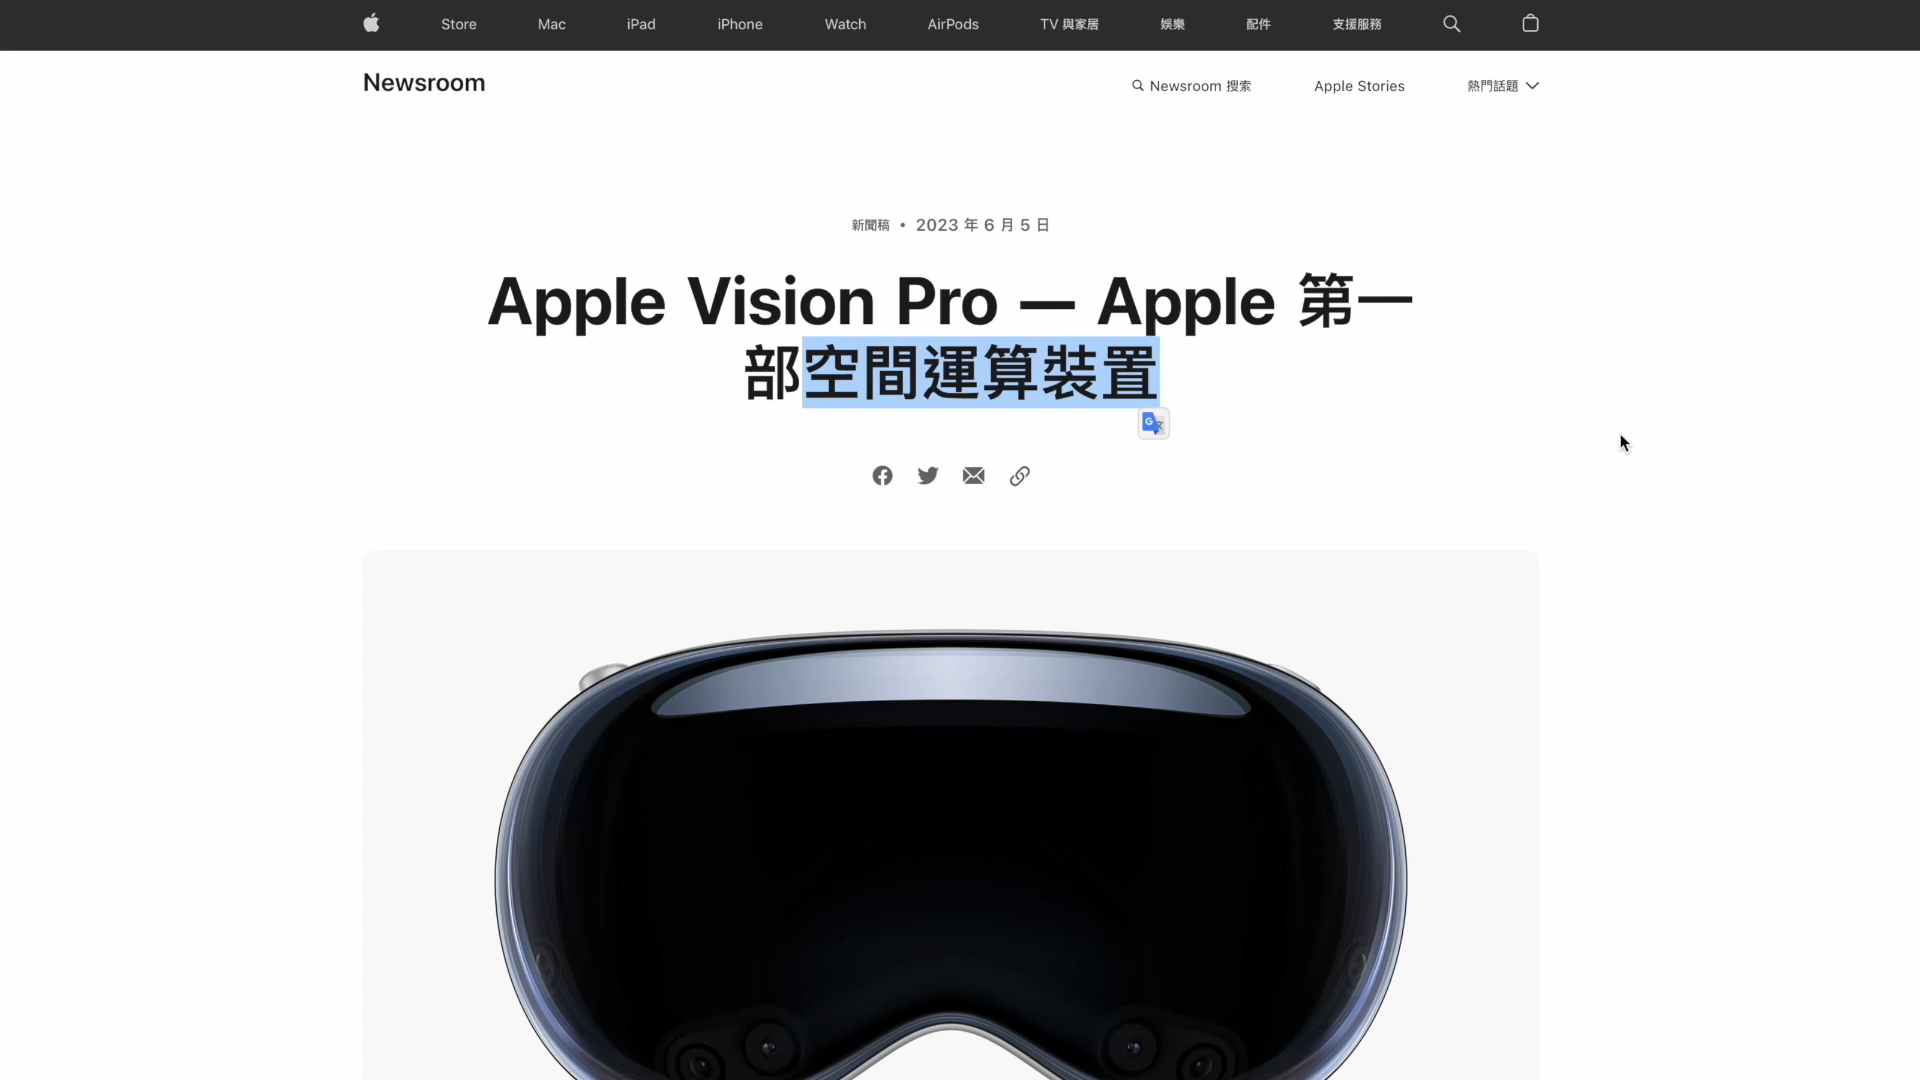 Store Mac iPad iPhone Watch AirPods TV 與家居 娛樂 配件 支援服務
Newsroom
Newsroom 搜索 Apple Stories 熱門話題
新聞稿 • 2023 年 6 月 5 日
Apple Vision Pro — Apple 第一
部空間運算裝置